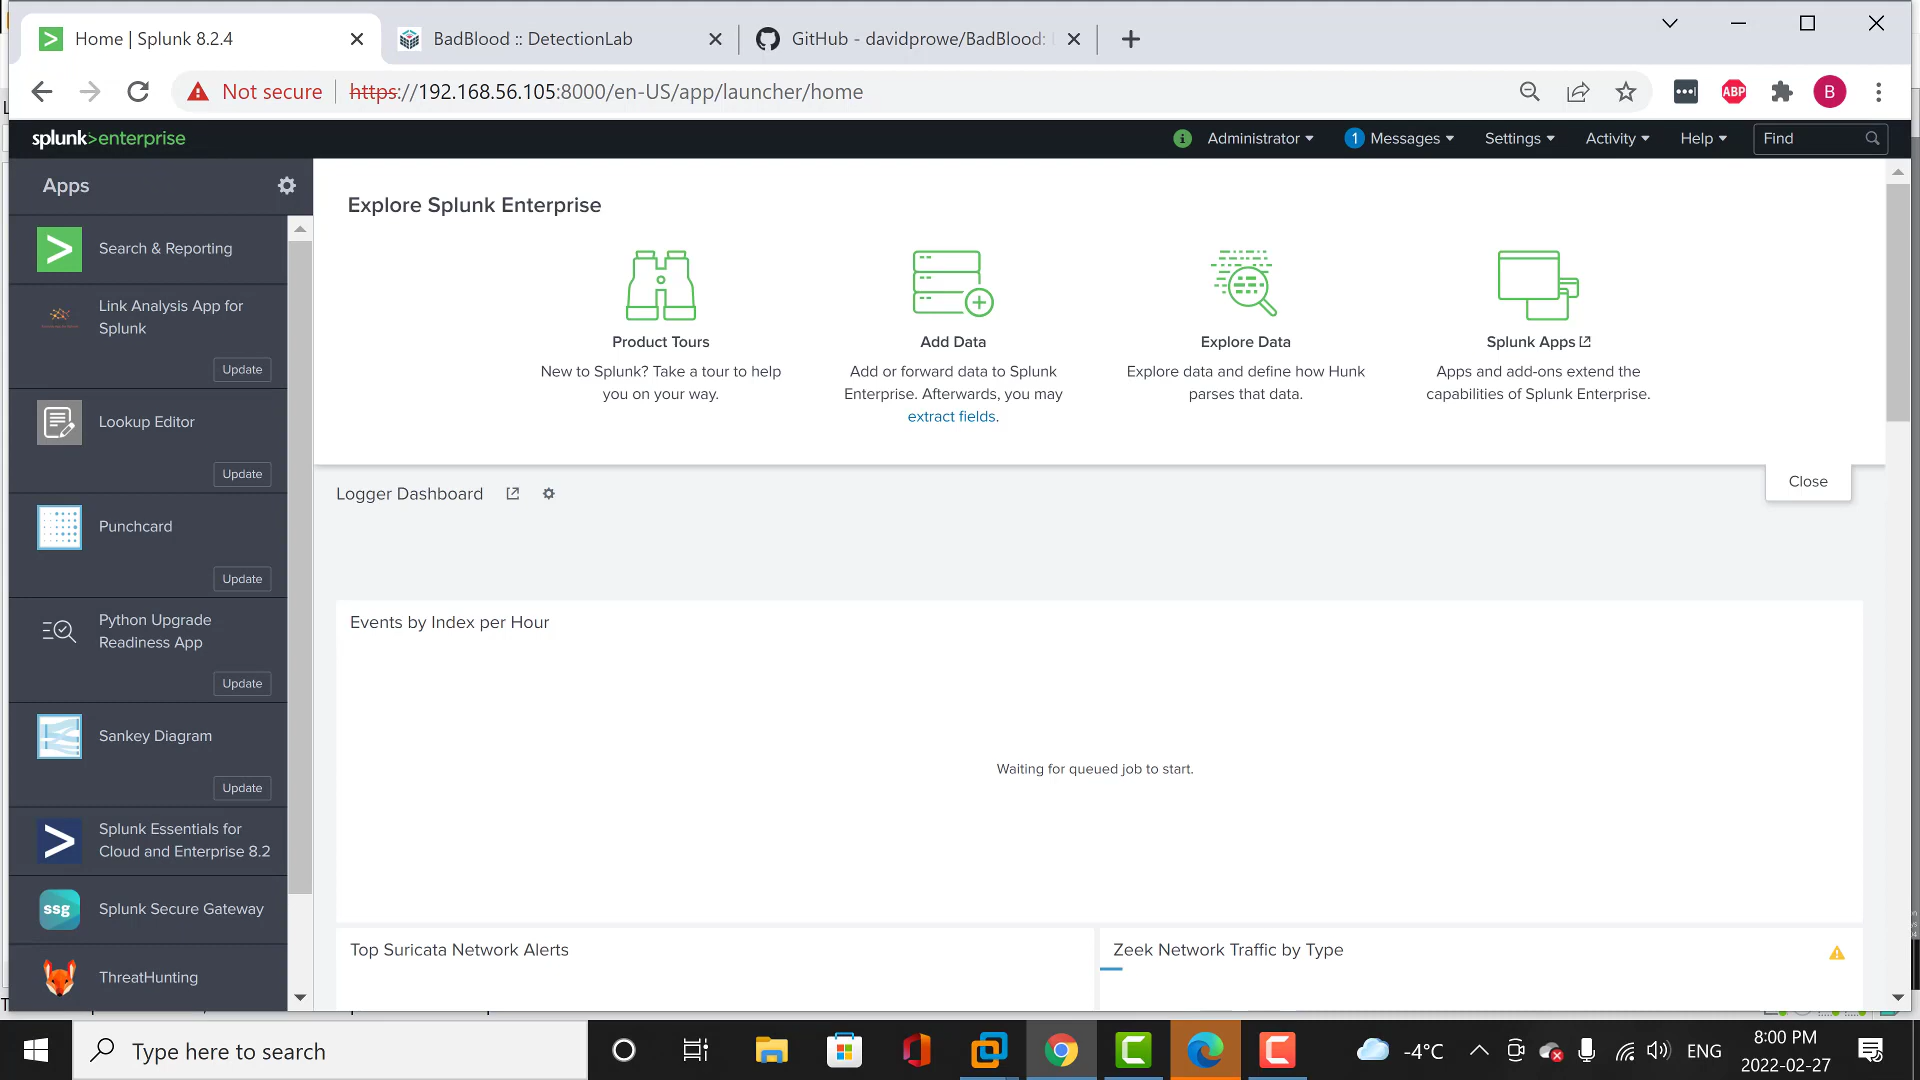 Home | Splunk 8.2.4
BadBlood :: DetectionLab
GitHub - davidprowe/BadBlood:
Not secure
https://192.168.56.105:8000/en-US/app/launcher/home
ABP
B
splunk>enterprise
i
Administrator
1
Messages
Settings
Activity
Help
Find
Apps
Explore Splunk Enterprise
Search & Reporting
Link Analysis App for
Splunk
Update
Lookup Editor
Update
Punchcard
Update
Python Upgrade
Readiness App
Update
Sankey Diagram
Update
Splunk Essentials for
Cloud and Enterprise 8.2
ssg
Splunk Secure Gateway
ThreatHunting
Product Tours
New to Splunk? Take a tour to help
you on your way.
Add Data
Add or forward data to Splunk
Enterprise. Afterwards, you may
extract fields.
Explore Data
Explore data and define how Hunk
parses that data.
Splunk Apps
Apps and add-ons extend the
capabilities of Splunk Enterprise.
Close
Logger Dashboard
Events by Index per Hour
Waiting for queued job to start.
Top Suricata Network Alerts
Zeek Network Traffic by Type
Type here to search
-4°C
ENG
8:00 PM
2022-02-27